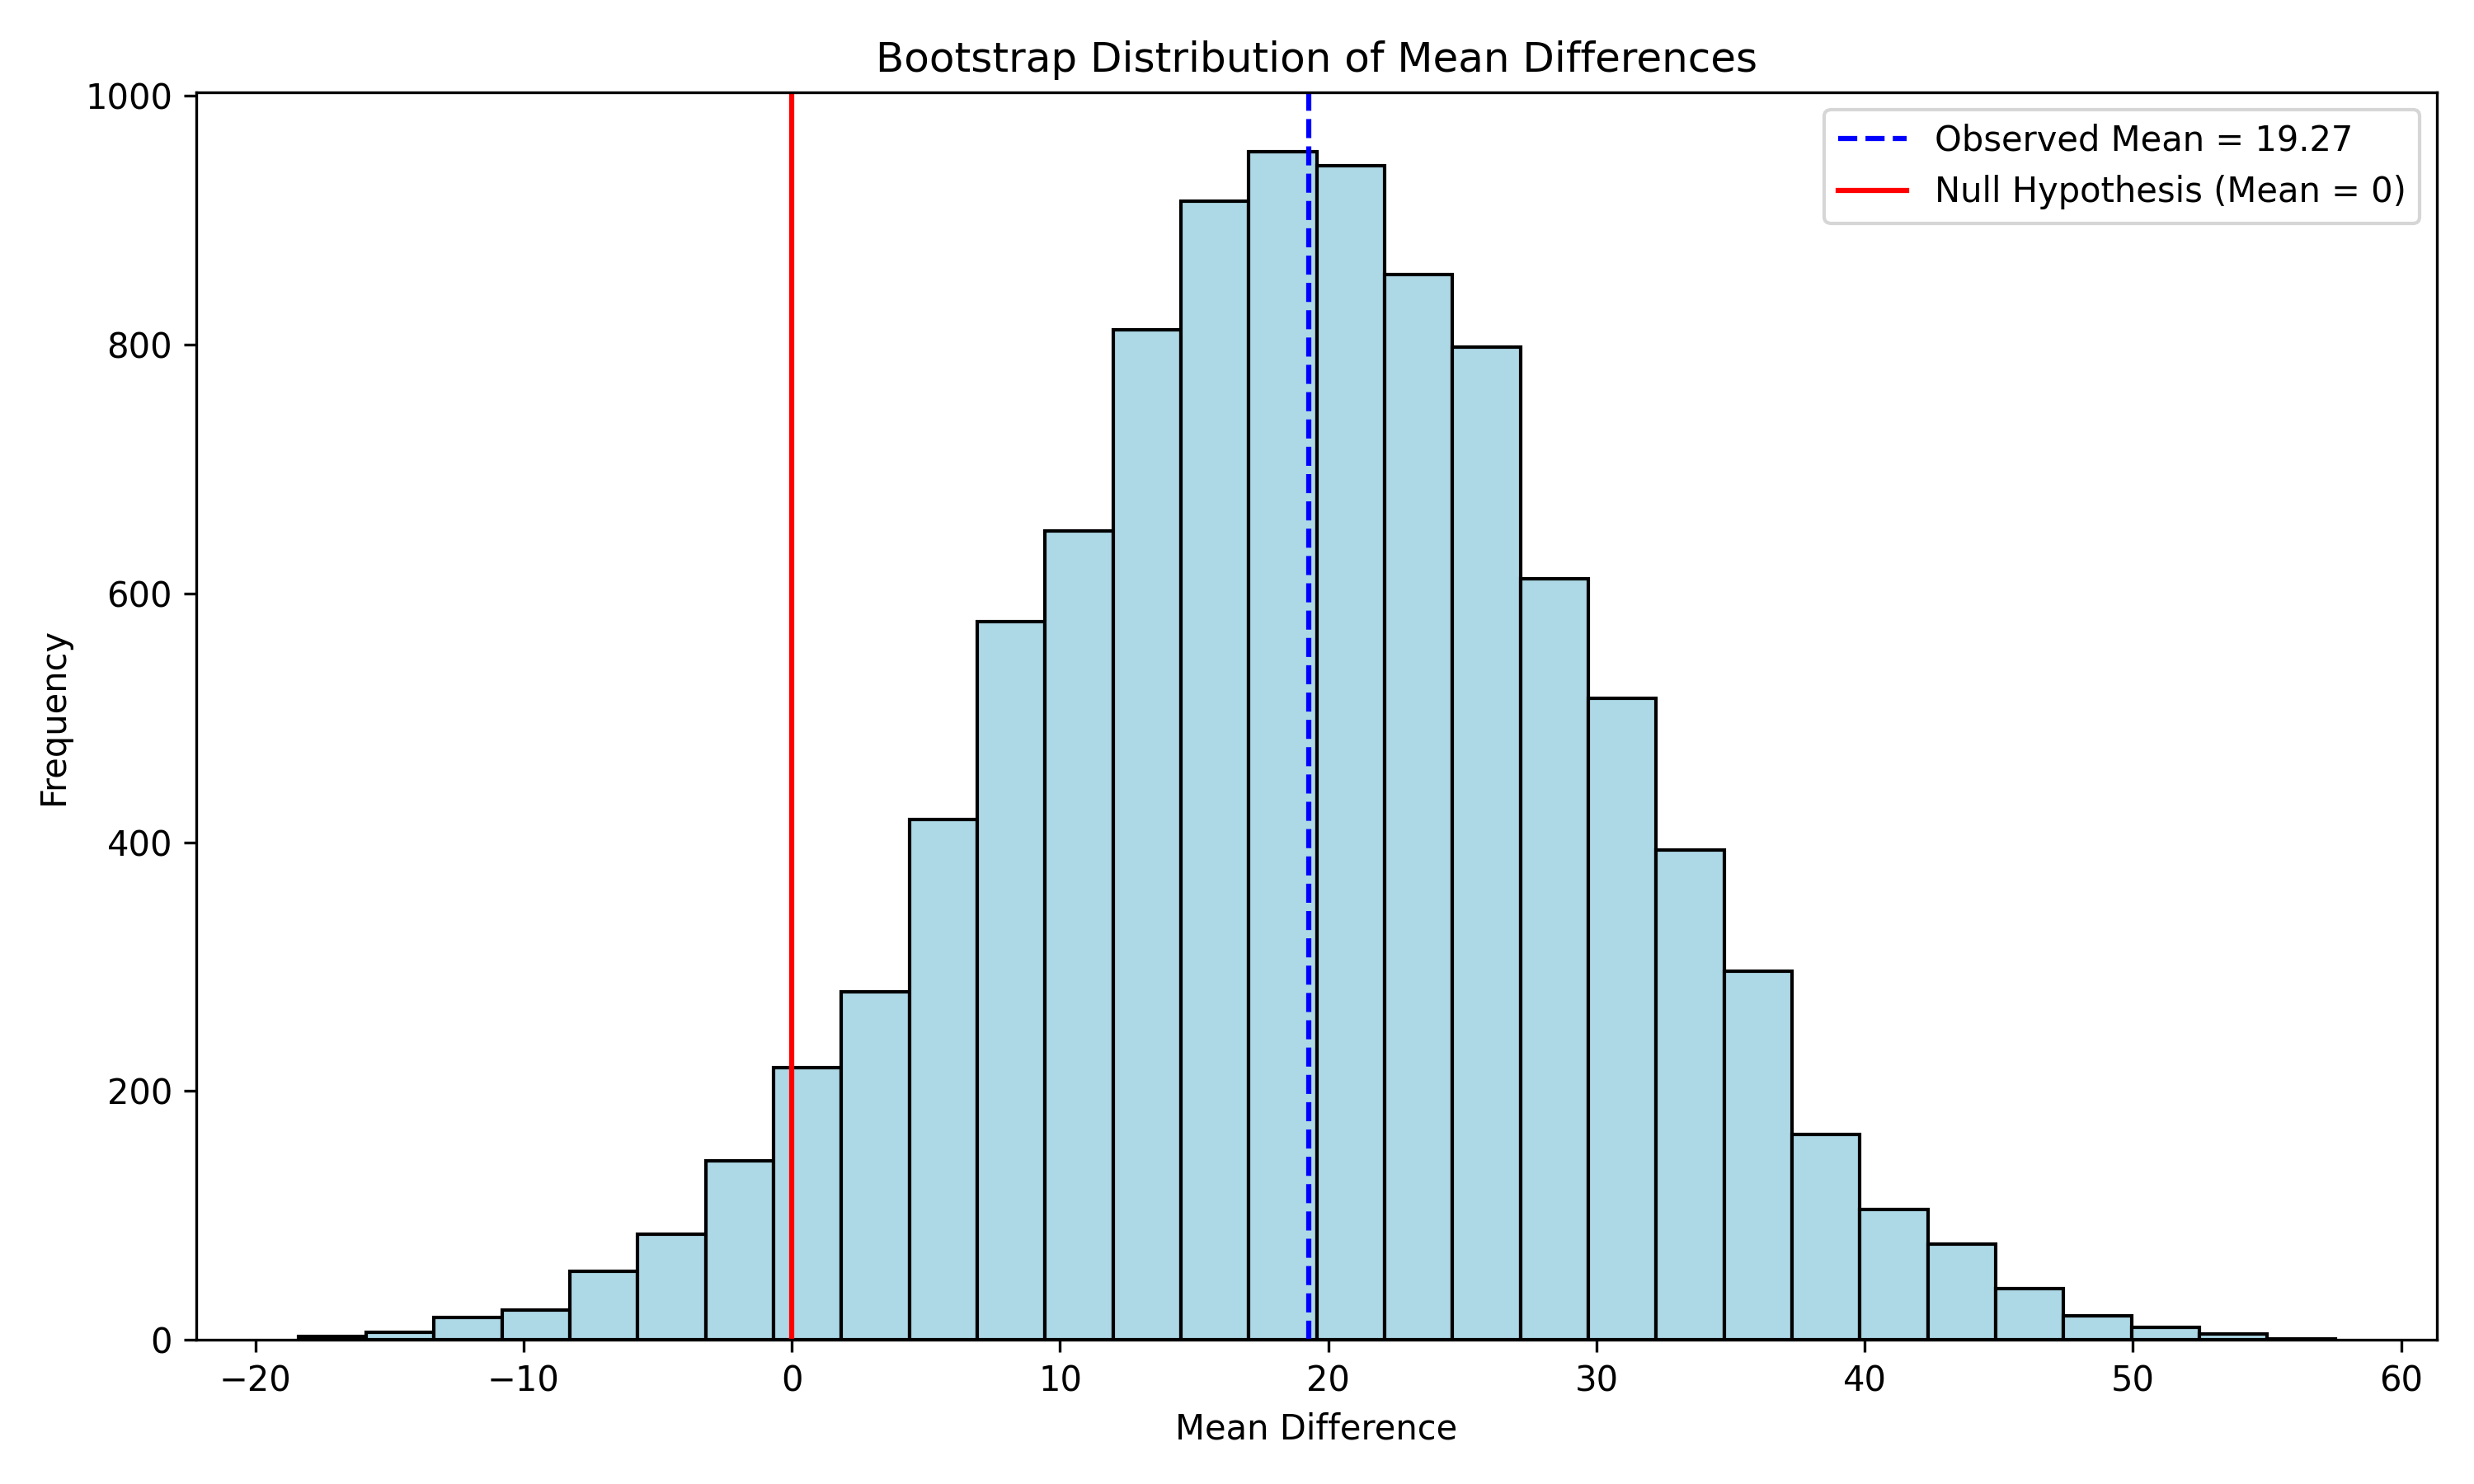 Bootstrap Distribution of Mean Differences
Observed Mean = 19.27
Null Hypothesis (Mean = 0)
Frequency
1000
800
600
400
200
0
−20 −10 0 10 20 30 40 50 60
Mean Difference